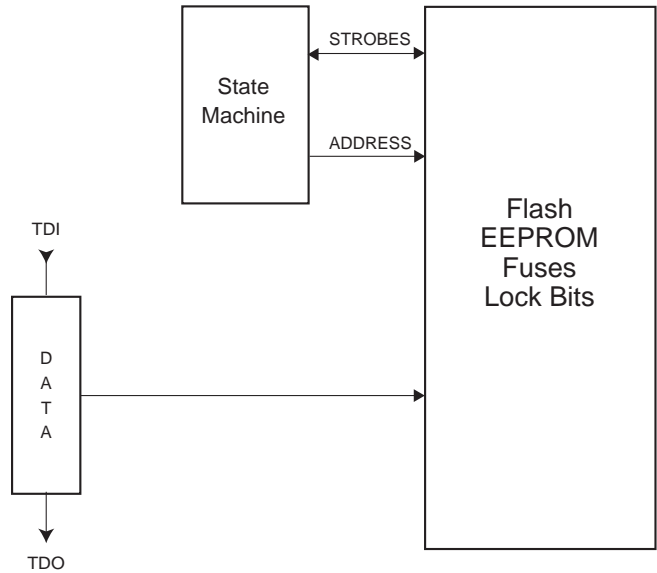 STROBES
State
Machine
ADDRESS
Flash
EEPROM
Fuses
Lock Bits
TDI
D
A
T
A
TDO